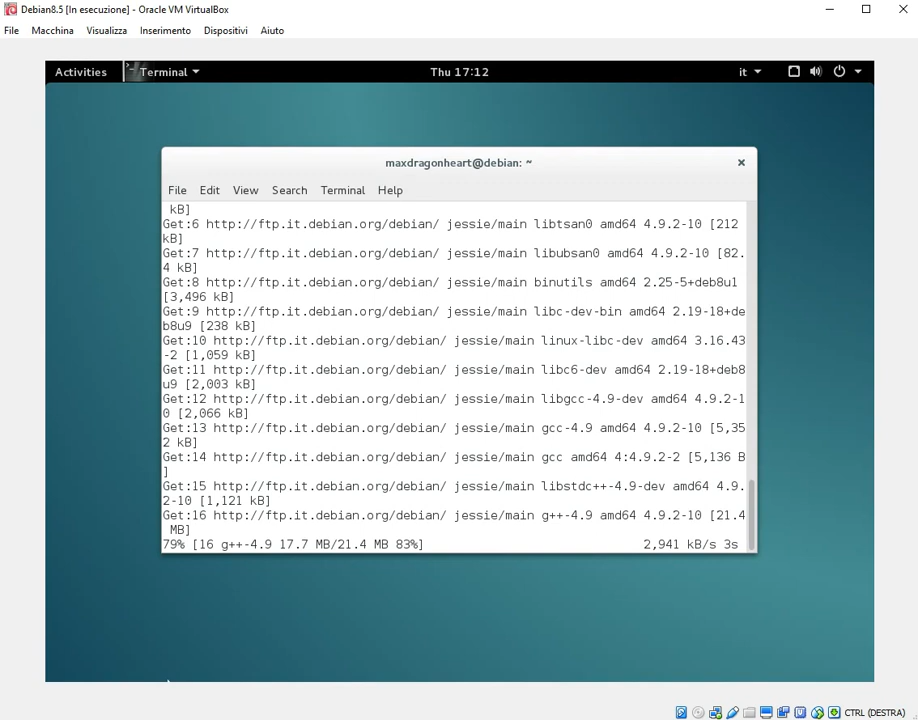 Debian8.5 [In esecuzione] - Oracle VM VirtualBox
File Macchina Visualizza Inserimento Dispositivi Aiuto
Activities Terminal Thu 17:12 it
maxdragonheart@debian: ~
File Edit View Search Terminal Help
kB]
Get:6 http://ftp.it.debian.org/debian/ jessie/main libtsan0 amd64 4.9.2-10 [212
kB]
Get:7 http://ftp.it.debian.org/debian/ jessie/main libubsan0 amd64 4.9.2-10 [82.
4 kB]
Get:8 http://ftp.it.debian.org/debian/ jessie/main binutils amd64 2.25-5+deb8u1
[3,496 kB]
Get:9 http://ftp.it.debian.org/debian/ jessie/main libc-dev-bin amd64 2.19-18+de
b8u9 [238 kB]
Get:10 http://ftp.it.debian.org/debian/ jessie/main linux-libc-dev amd64 3.16.43
-2 [1,059 kB]
Get:11 http://ftp.it.debian.org/debian/ jessie/main libc6-dev amd64 2.19-18+deb8
u9 [2,003 kB]
Get:12 http://ftp.it.debian.org/debian/ jessie/main libgcc-4.9-dev amd64 4.9.2-1
0 [2,066 kB]
Get:13 http://ftp.it.debian.org/debian/ jessie/main gcc-4.9 amd64 4.9.2-10 [5,35
2 kB]
Get:14 http://ftp.it.debian.org/debian/ jessie/main gcc amd64 4:4.9.2-2 [5,136 B
]
Get:15 http://ftp.it.debian.org/debian/ jessie/main libstdc++-4.9-dev amd64 4.9.
2-10 [1,121 kB]
Get:16 http://ftp.it.debian.org/debian/ jessie/main g++-4.9 amd64 4.9.2-10 [21.4
MB]
79% [16 g++-4.9 17.7 MB/21.4 MB 83%] 2,941 kB/s 3s
CTRL (DESTRA)